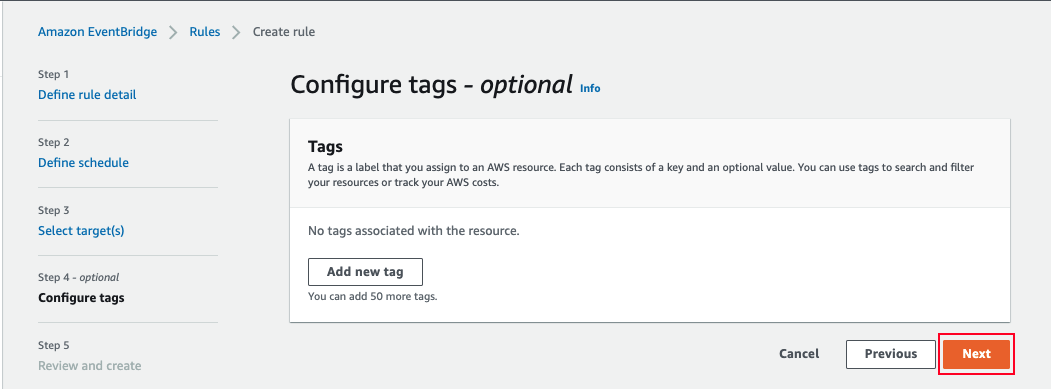 Amazon EventBridge > Rules > Create rule
Step 1
Define rule detail
Step 2
Define schedule
Step 3
Select target(s)
Step 4 - optional
Configure tags
Step 5
Review and create
Configure tags - optional Info
Tags
A tag is a label that you assign to an AWS resource. Each tag consists of a key and an optional value. You can use tags to search and filter
your resources or track your AWS costs.
No tags associated with the resource.
Add new tag
You can add 50 more tags.
Cancel Previous Next